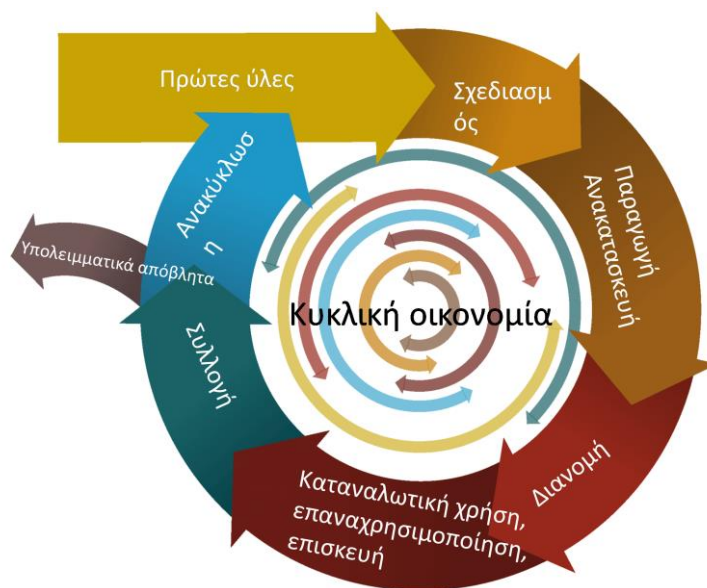 Πρώτες ύλες
Σχεδιασμ
ός
Παραγωγή
Ανακατασκευή
Διανομή
Καταναλωτική χρήση,
επαναχρησιμοποίηση,
επισκευή
Συλλογή
Ανακύκλωσ
η
Υπολειμματικά απόβλητα
Κυκλική οικονομία